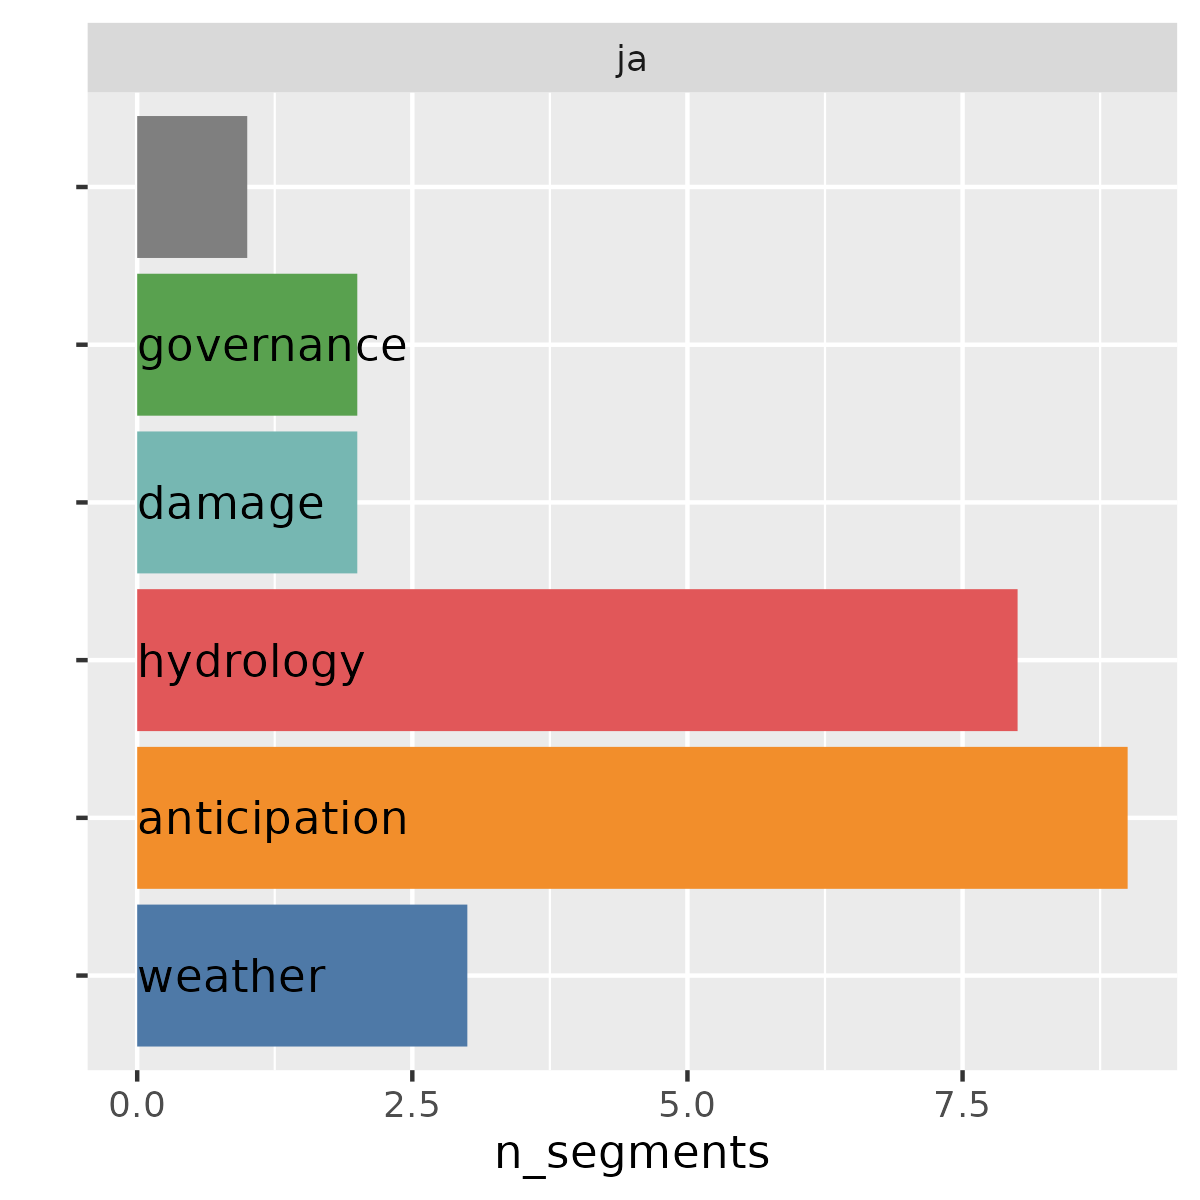 ja
governance
damage
hydrology
anticipation
weather
0.0 2.5 5.0 7.5
n_segments